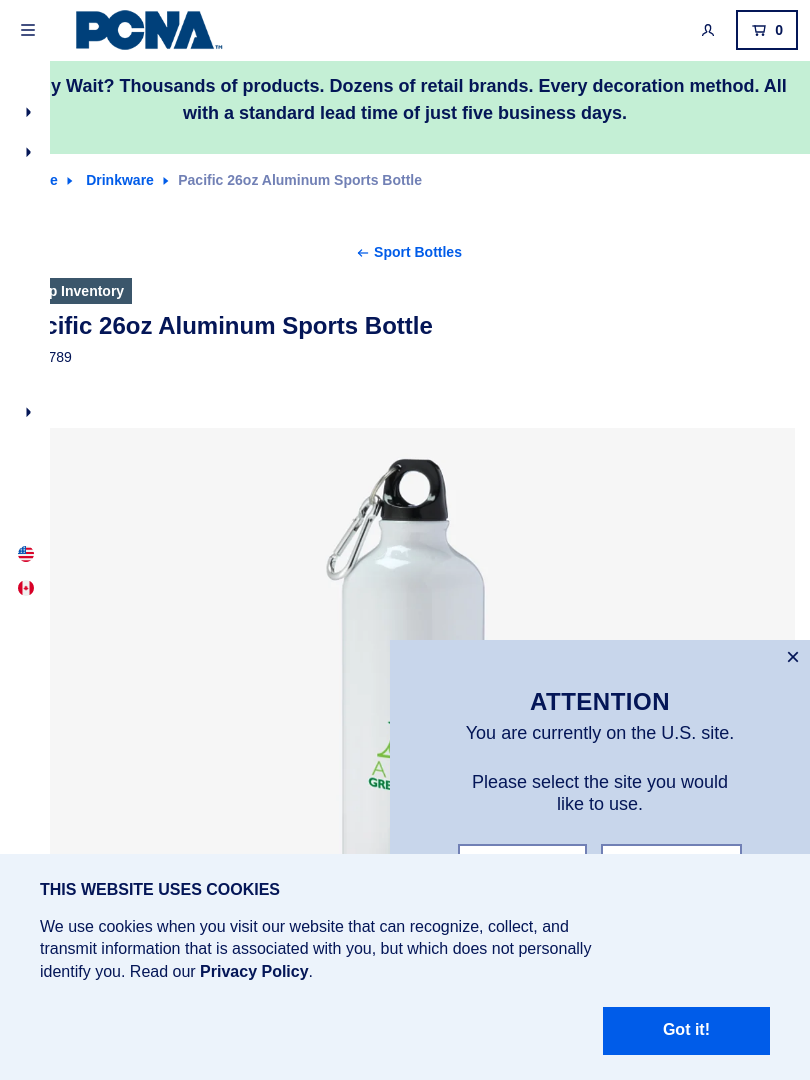 PCNA
0
y Wait? Thousands of products. Dozens of retail brands. Every decoration method. All
with a standard lead time of just five business days.
e
Drinkware
Pacific 26oz Aluminum Sports Bottle
Sport Bottles
p Inventory
cific 26oz Aluminum Sports Bottle
789
ATTENTION
You are currently on the U.S. site.
Please select the site you would
like to use.
THIS WEBSITE USES COOKIES
We use cookies when you visit our website that can recognize, collect, and
transmit information that is associated with you, but which does not personally
identify you. Read our Privacy Policy.
Got it!